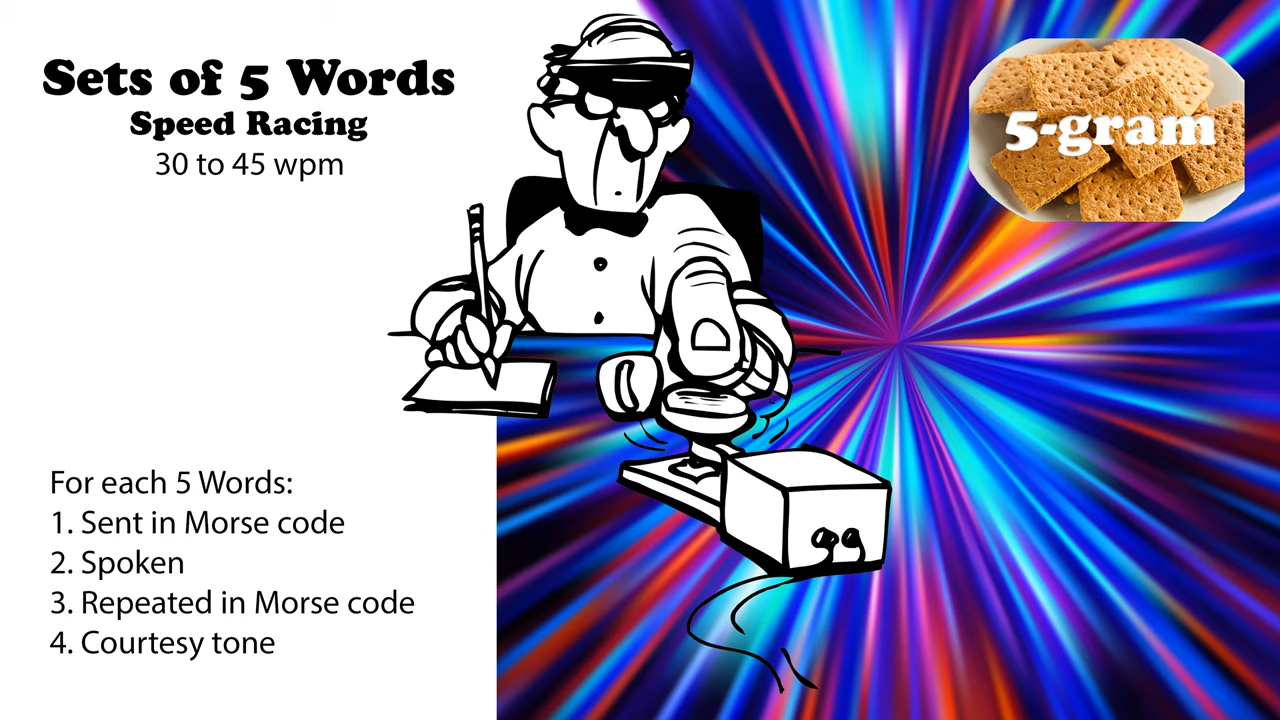 Sets of 5 Words
Speed Racing
30 to 45 wpm
5-gram
For each 5 Words:
1. Sent in Morse code
2. Spoken
3. Repeated in Morse code
4. Courtesy tone